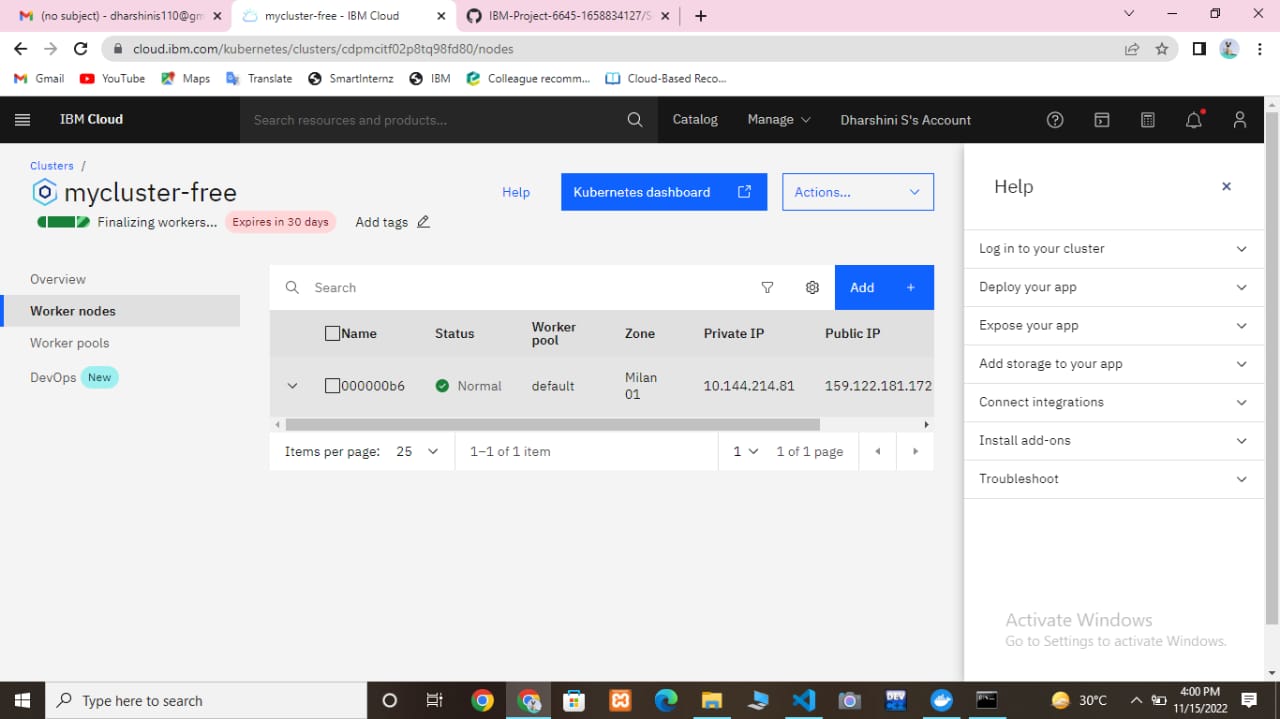 (no subject) - dharshinis110@gm
mycluster-free - IBM Cloud
IBM-Project-6645-1658834127/S
cloud.ibm.com/kubernetes/clusters/cdpmcitf02p8tq98fd80/nodes
Gmail YouTube Maps Translate SmartInternz IBM Colleague recomm... Cloud-Based Reco...
IBM Cloud
Search resources and products...
Catalog Manage Dharshini S's Account
Clusters /
mycluster-free
Help
Kubernetes dashboard
Actions...
Finalizing workers... Expires in 30 days Add tags
Overview
Worker nodes
Worker pools
DevOps New
Search
Add +
Name Status Worker pool Zone Private IP Public IP
000000b6 Normal default Milan 01 10.144.214.81 159.122.181.172
Items per page: 25 1–1 of 1 item 1 1 of 1 page
Help
Log in to your cluster
Deploy your app
Expose your app
Add storage to your app
Connect integrations
Install add-ons
Troubleshoot
Activate Windows
Go to Settings to activate Windows.
Type here to search
DEV
30°C
4:00 PM
11/15/2022